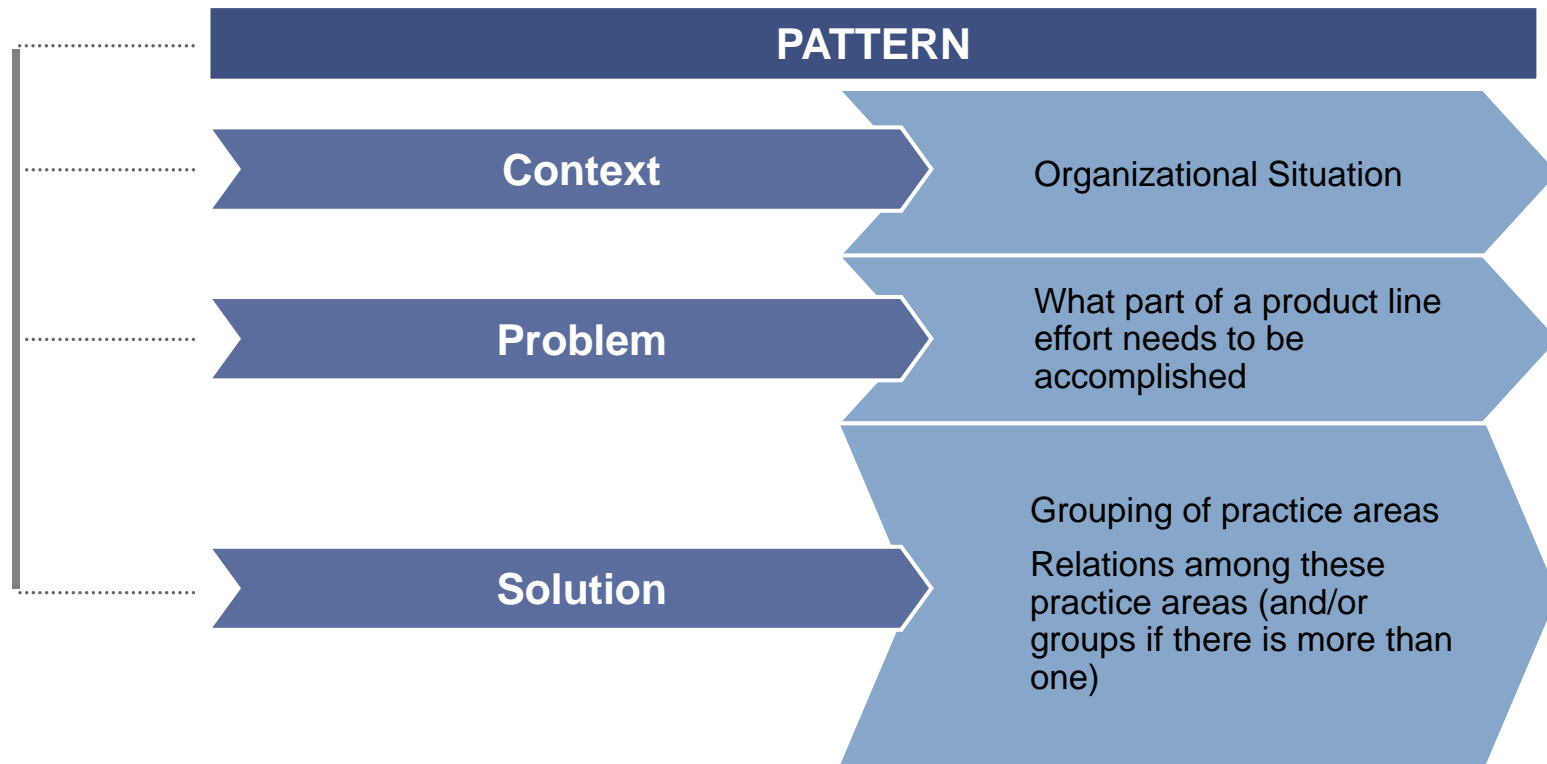 PATTERN
Context
Organizational Situation
Problem
What part of a product line
effort needs to be
accomplished
Solution
Grouping of practice areas
Relations among these
practice areas (and/or
groups if there is more than
one)